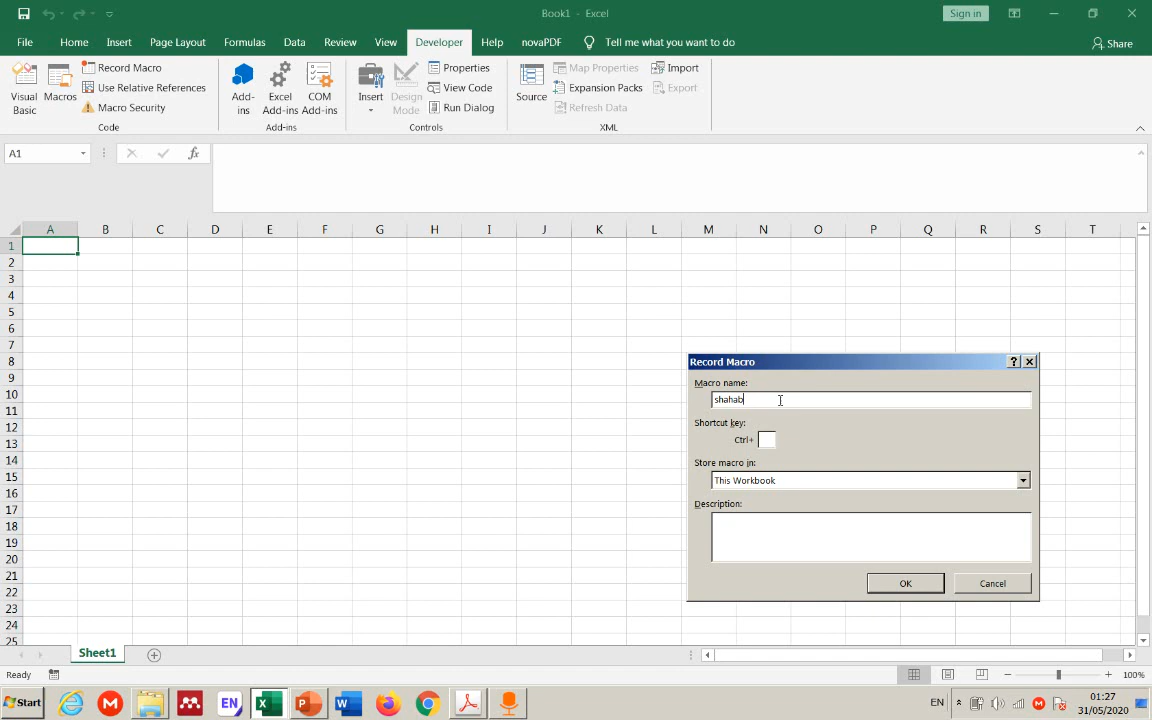 Book1 - Excel
Sign in
File Home Insert Page Layout Formulas Data Review View Developer Help novaPDF Tell me what you want to do Share
Visual Basic
Macros
Record Macro
Use Relative References
Macro Security
Code
Add-ins
Excel Add-ins
COM Add-ins
Add-ins
Insert
Design Mode
Properties
View Code
Run Dialog
Controls
Source
Map Properties
Expansion Packs
Refresh Data
Import
Export
XML
A1
fx
A B C D E F G H I J K L M N O P Q R S T
1
2
3
4
5
6
7
8
9
10
11
12
13
14
15
16
17
18
19
20
21
22
23
24
25
Record Macro
Macro name:
shahab
Shortcut key:
Ctrl+
Store macro in:
This Workbook
Description:
OK Cancel
Sheet1
Ready
100%
Start
EN
EN
01:27
31/05/2020